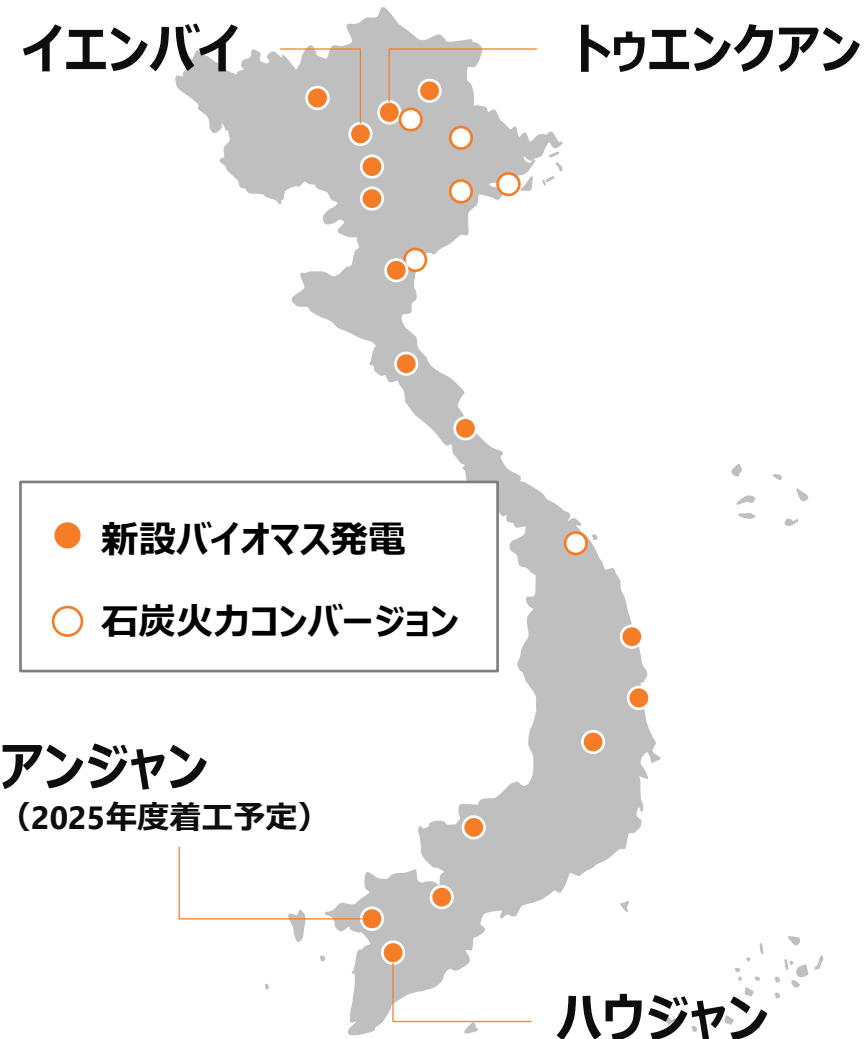 イエンバイ
トゥエンクアン
新設バイオマス発電
石炭火力コンバージョン
アンジャン
（2025年度着工予定）
ハウジャン